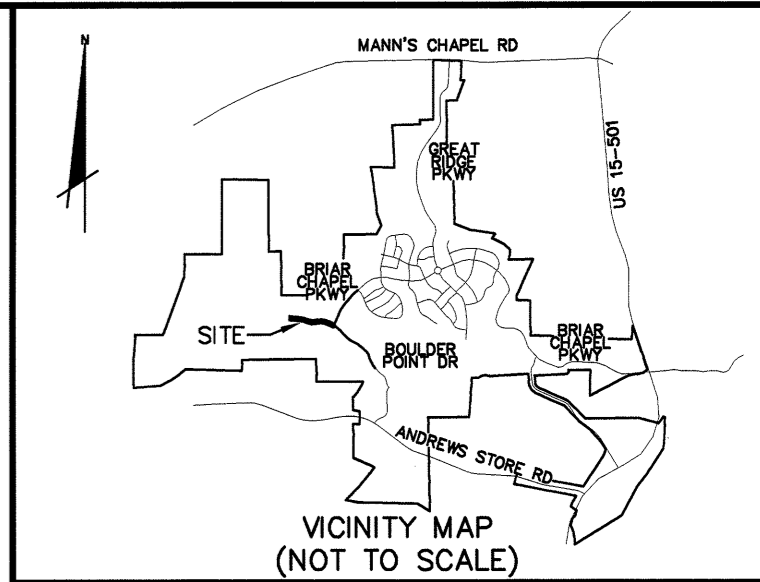 N
MANN'S CHAPEL RD
GREAT
RIDGE
PKWY
US 15-501
BRIAR
CHAPEL
PKWY
SITE
BOULDER
POINT DR
BRIAR
CHAPEL
PKWY
ANDREWS STORE RD
VICINITY MAP
(NOT TO SCALE)